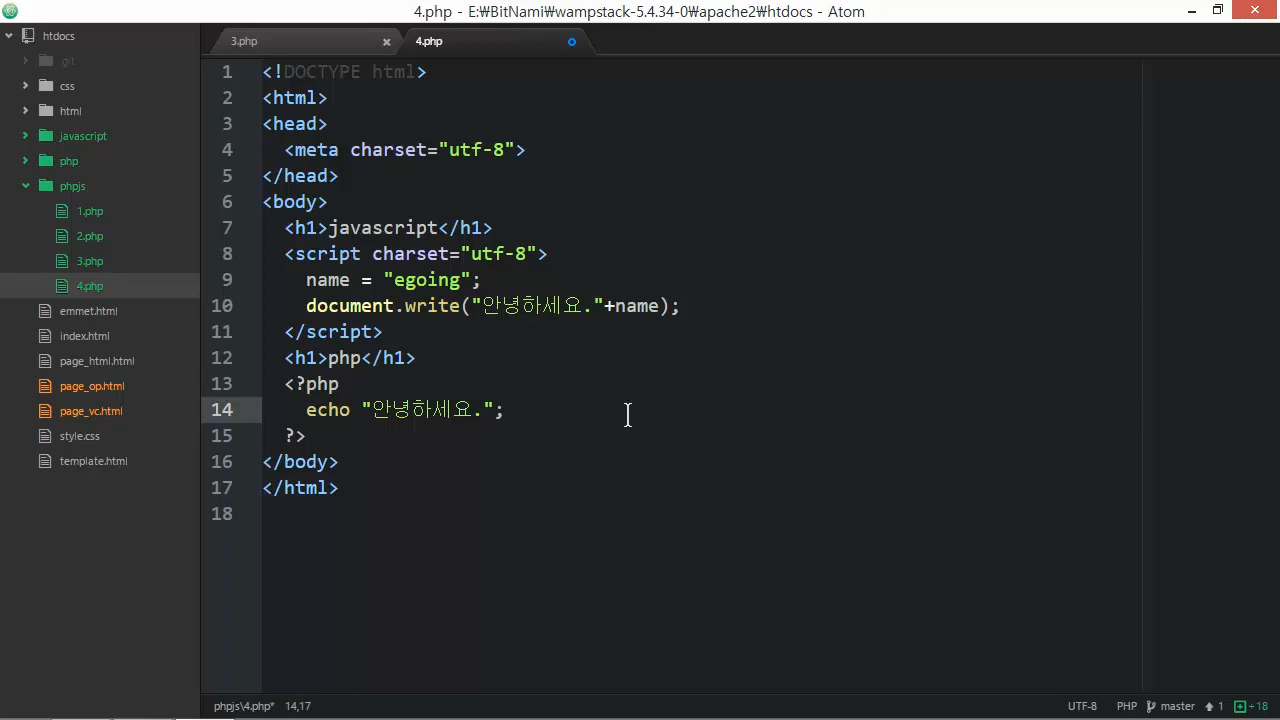 4.php - E:₩BitNami₩wampstack-5.4.34-0₩apache2₩htdocs - Atom
htdocs
.git
css
html
javascript
php
phpjs
1.php
2.php
3.php
4.php
emmet.html
index.html
page_html.html
page_op.html
page_vc.html
style.css
template.html
3.php
4.php
1 <!DOCTYPE html>
2 <html>
3 <head>
4 <meta charset="utf-8">
5 </head>
6 <body>
7 <h1>javascript</h1>
8 <script charset="utf-8">
9 name = "egoing";
10 document.write("안녕하세요."+name);
11 </script>
12 <h1>php</h1>
13 <?php
14 echo "안녕하세요.";
15 ?>
16 </body>
17 </html>
18
phpjs\4.php* 14,17
UTF-8 PHP master 1 +18